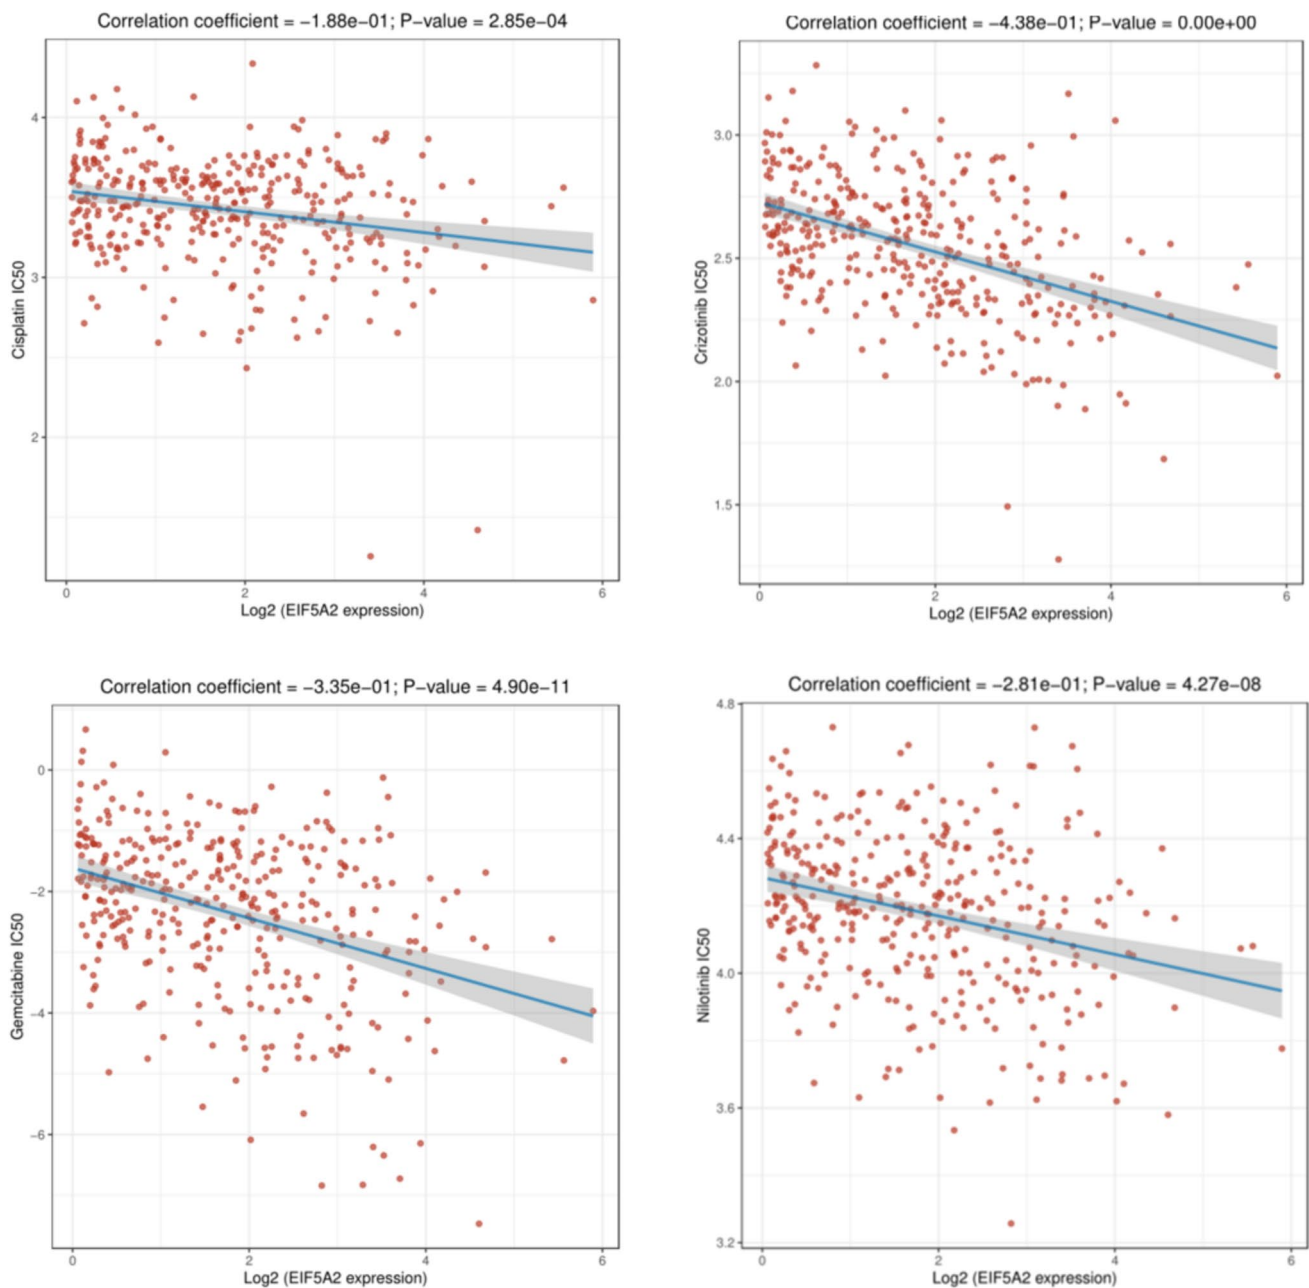 Correlation coefficient = −1.88e−01; P−value = 2.85e−04
4
3
2
Cisplatin IC50
0 2 4 6
Log2 (EIF5A2 expression)
Correlation coefficient = −4.38e−01; P−value = 0.00e+00
3.0
2.5
2.0
1.5
Crizotinib IC50
0 2 4 6
Log2 (EIF5A2 expression)
Correlation coefficient = −3.35e−01; P−value = 4.90e−11
0
−2
−4
−6
Gemcitabine IC50
0 2 4 6
Log2 (EIF5A2 expression)
Correlation coefficient = −2.81e−01; P−value = 4.27e−08
4.8
4.4
4.0
3.6
3.2
Nilotinib IC50
0 2 4 6
Log2 (EIF5A2 expression)